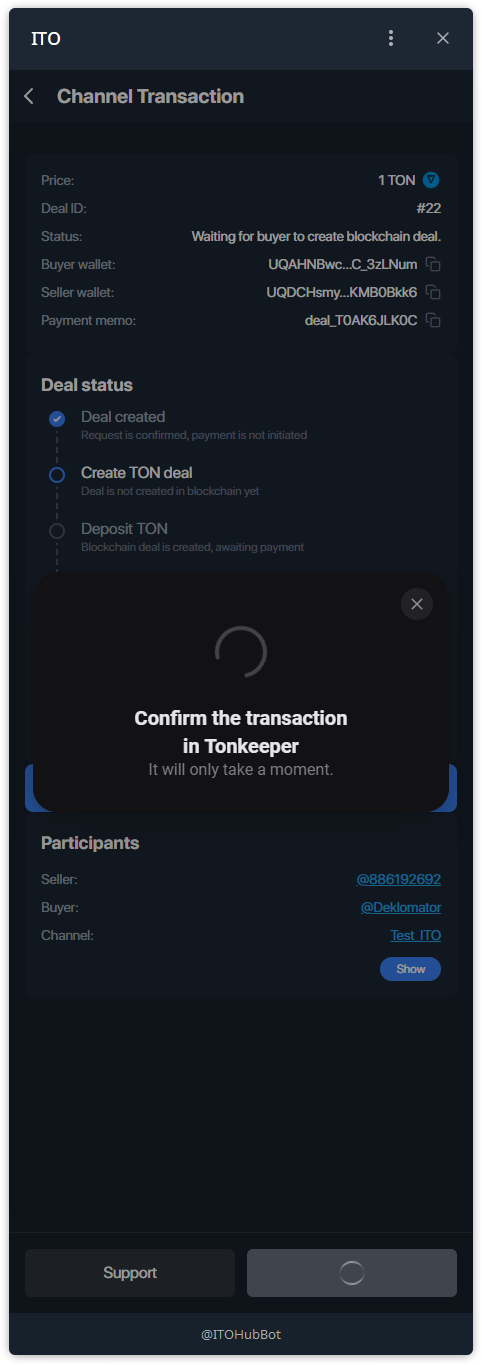 ITO
Channel Transaction
Price: 1 TON
Deal ID: #22
Status: Waiting for buyer to create blockchain deal.
Buyer wallet: UQAHNBwc...C_3zLNum
Seller wallet: UQDCHsmy...KMB0Bkk6
Payment memo: deal_T0AK6JLK0C
Deal status
Deal created
Request is confirmed, payment is not initiated
Create TON deal
Deal is not created in blockchain yet
Deposit TON
Blockchain deal is created, awaiting payment
Confirm the transaction
in Tonkeeper
It will only take a moment.
Participants
Seller: @886192692
Buyer: @Deklomator
Channel: Test_ITO
Show
Support
@ITOHubBot